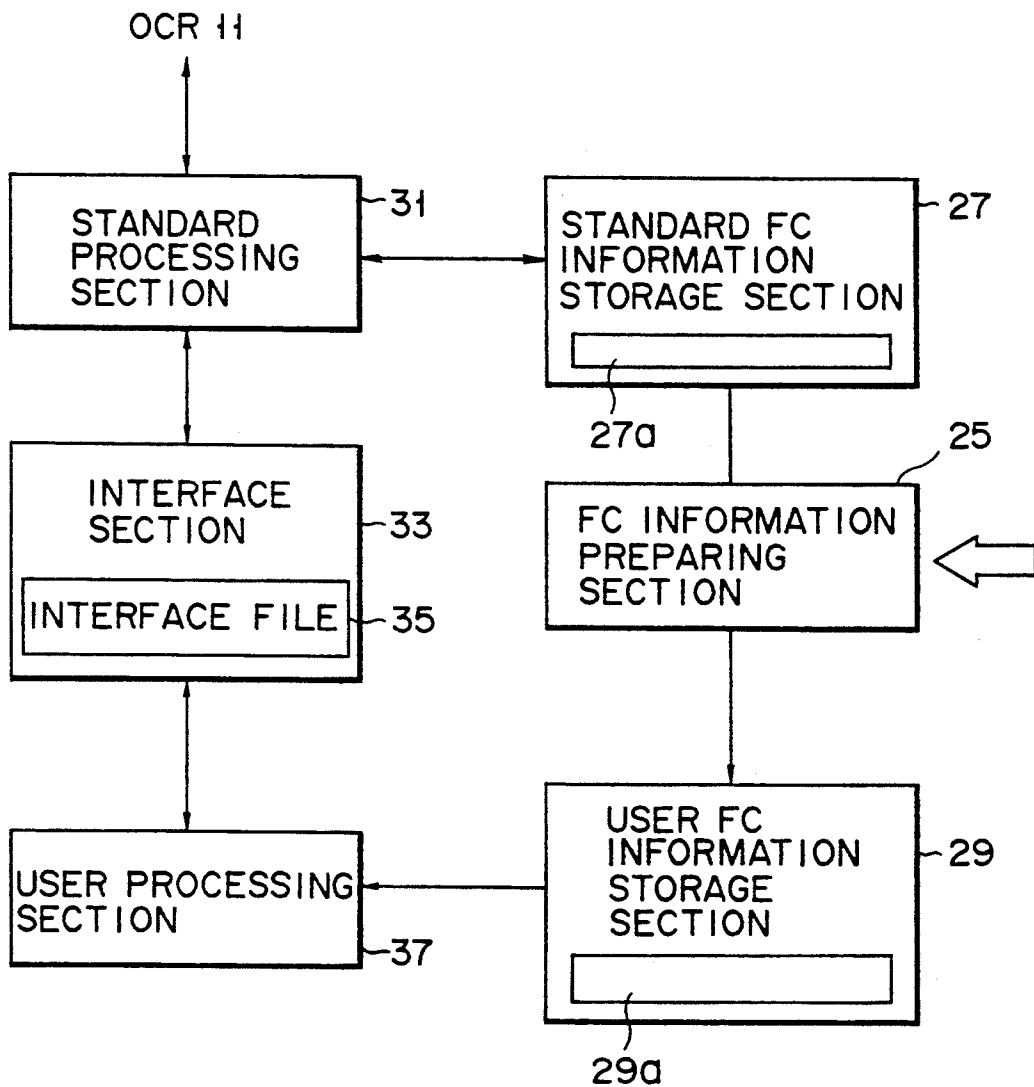 OCR 11
STANDARD
PROCESSING
SECTION
31
STANDARD FC
INFORMATION
STORAGE SECTION
27
27a
INTERFACE
SECTION
33
INTERFACE FILE
35
25
FC INFORMATION
PREPARING
SECTION
USER PROCESSING
SECTION
37
USER FC
INFORMATION
STORAGE
SECTION
29
29a